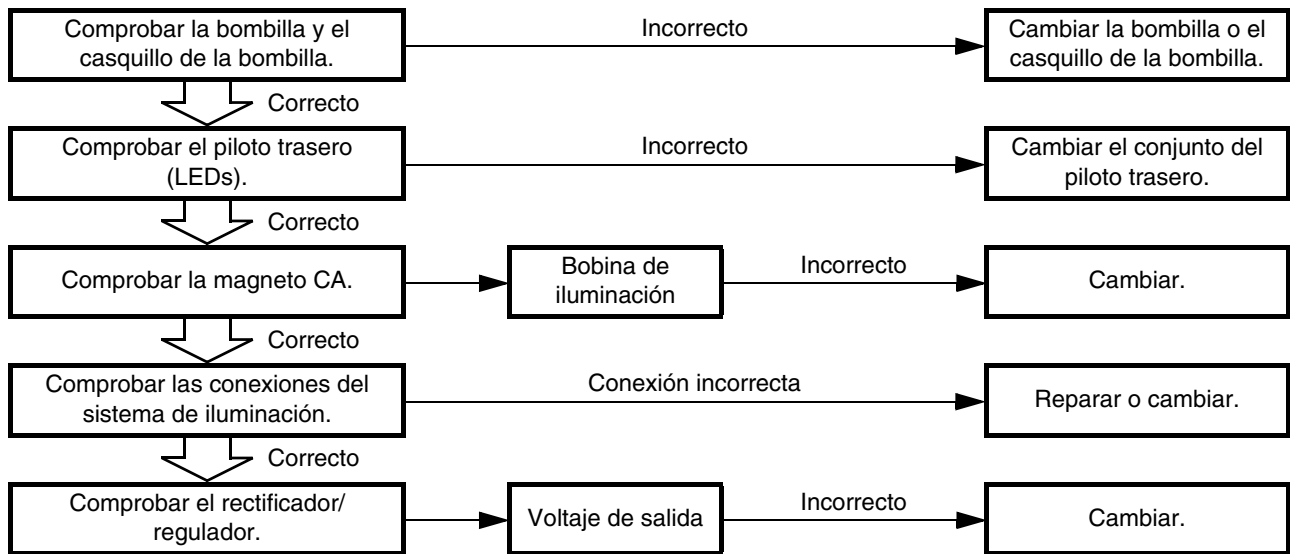 Comprobar la bombilla y el
casquillo de la bombilla.
Incorrecto
Cambiar la bombilla o el
casquillo de la bombilla.
Correcto
Comprobar el piloto trasero
(LEDs).
Incorrecto
Cambiar el conjunto del
piloto trasero.
Correcto
Comprobar la magneto CA.
Bobina de
iluminación
Incorrecto
Cambiar.
Correcto
Comprobar las conexiones del
sistema de iluminación.
Conexión incorrecta
Reparar o cambiar.
Correcto
Comprobar el rectificador/
regulador.
Voltaje de salida
Incorrecto
Cambiar.